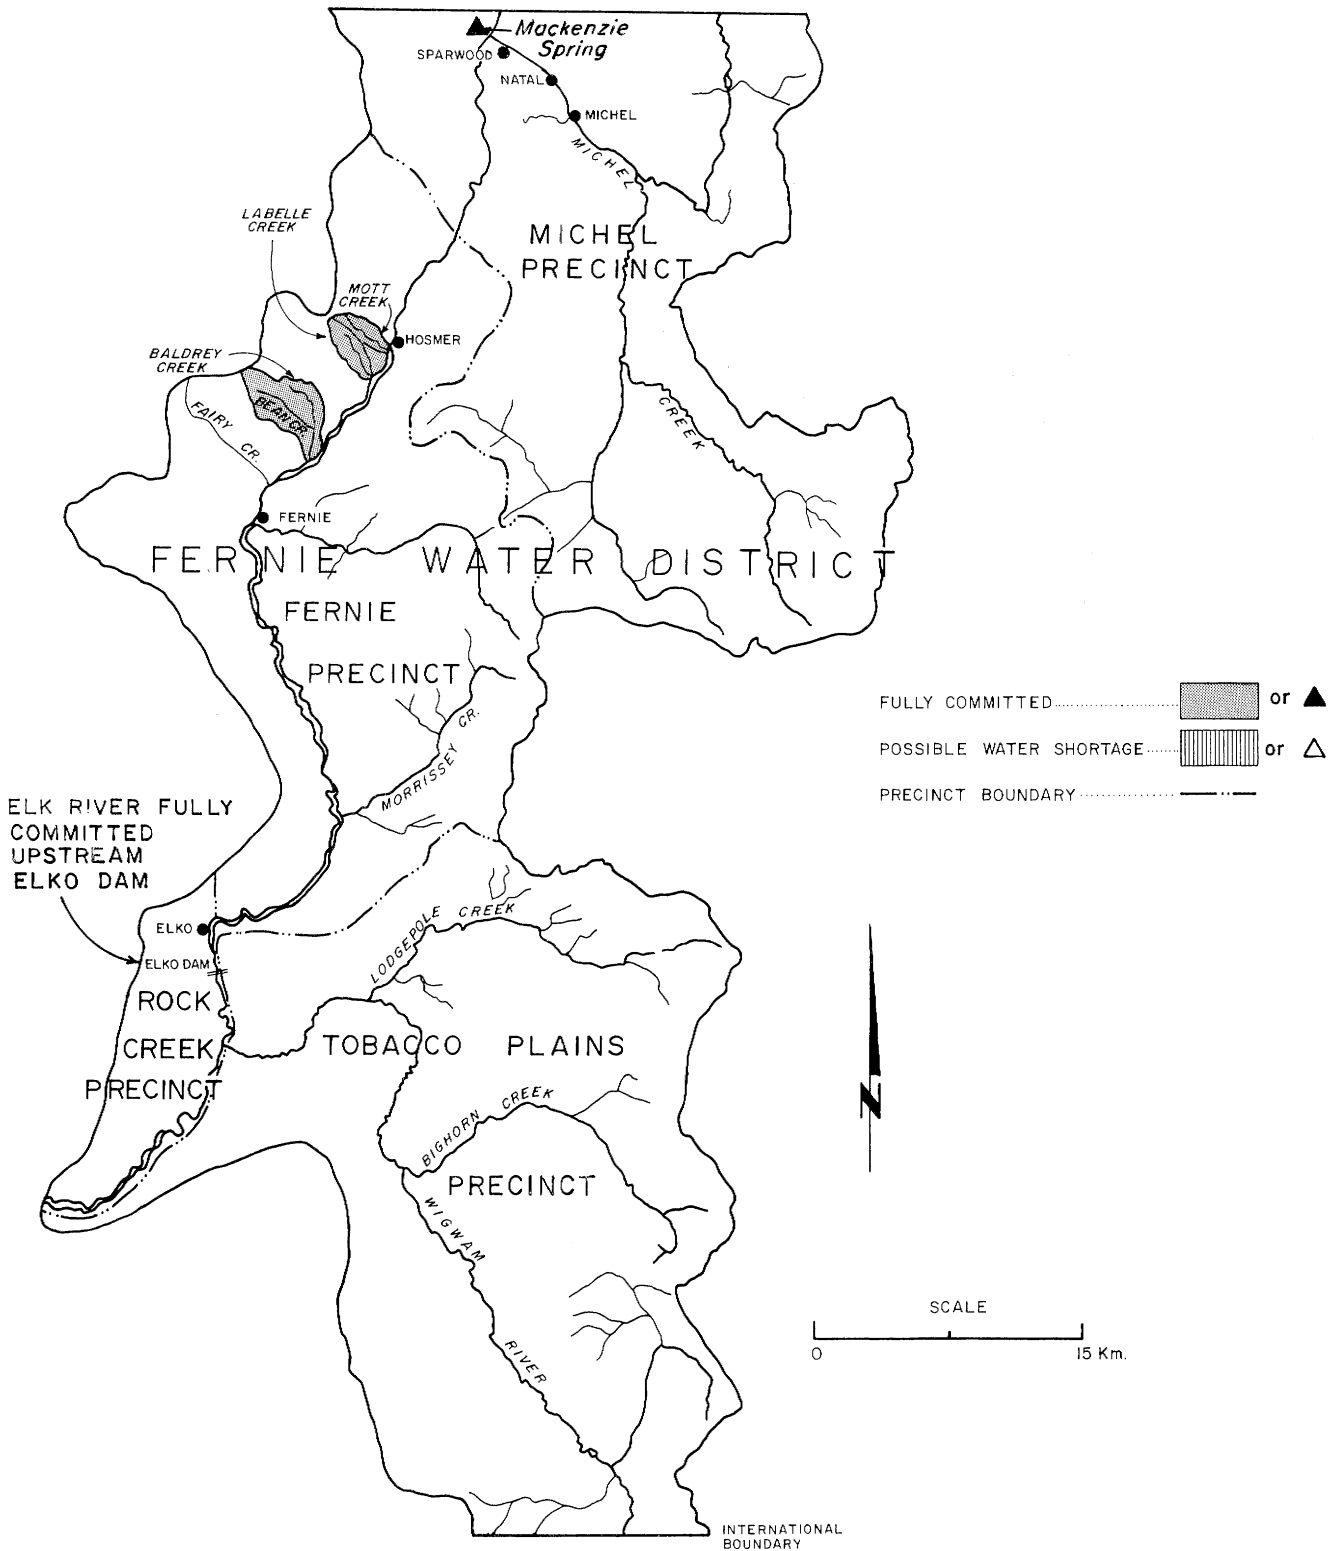 Mackenzie
Spring
SPARWOOD
NATAL
MICHEL
MICHEL
LABELLE
CREEK
MICHEL
PRECINCT
MOTT
CREEK
HOSMER
BALDREY
CREEK
BEAN CR.
FAIRY CR.
CREEK
FERNIE
FERNIE WATER DISTRICT
FERNIE
PRECINCT
MORRISSEY CR.
FULLY COMMITTED or
POSSIBLE WATER SHORTAGE or
PRECINCT BOUNDARY
ELK RIVER FULLY
COMMITTED
UPSTREAM
ELKO DAM
ELKO
ELKO DAM
LODGEPOLE CREEK
ROCK
CREEK
PRECINCT
TOBACCO PLAINS
PRECINCT
BIGHORN CREEK
WIGWAM
RIVER
N
SCALE
0 15 Km.
INTERNATIONAL
BOUNDARY